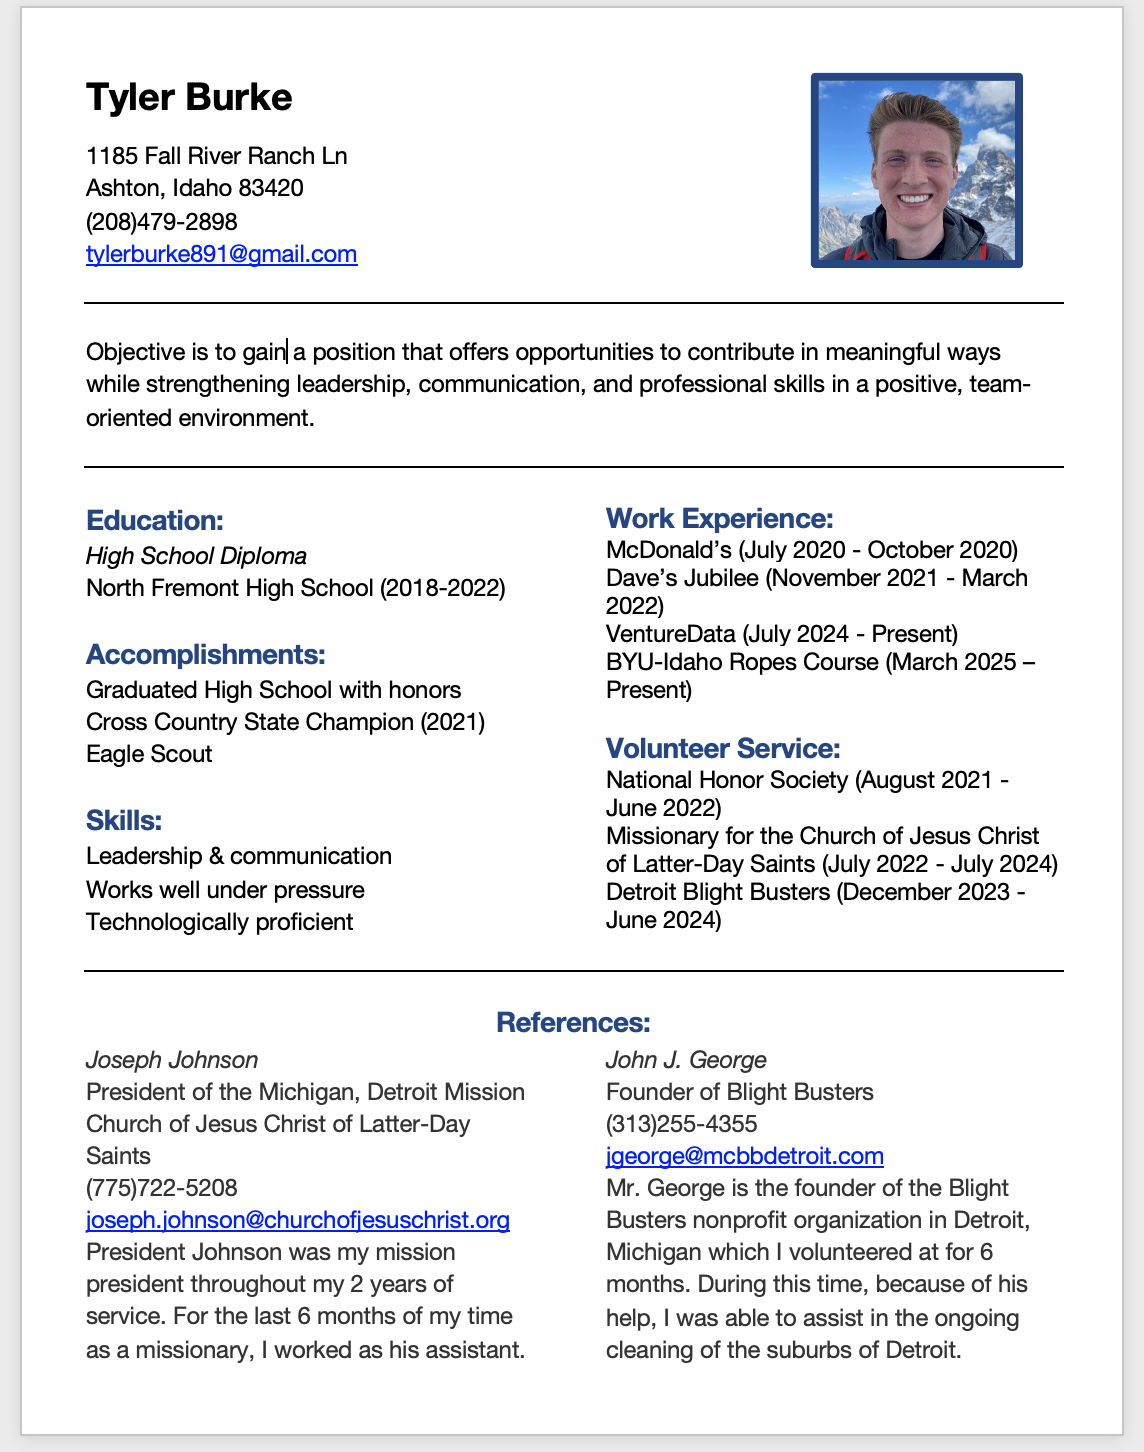 Tyler Burke
1185 Fall River Ranch Ln
Ashton, Idaho 83420
(208)479-2898
tylerburke891@gmail.com
Objective is to gain a position that offers opportunities to contribute in meaningful ways
while strengthening leadership, communication, and professional skills in a positive, team-
oriented environment.
Education:
High School Diploma
North Fremont High School (2018-2022)
Accomplishments:
Graduated High School with honors
Cross Country State Champion (2021)
Eagle Scout
Skills:
Leadership & communication
Works well under pressure
Technologically proficient
Work Experience:
McDonald’s (July 2020 - October 2020)
Dave’s Jubilee (November 2021 - March
2022)
VentureData (July 2024 - Present)
BYU-Idaho Ropes Course (March 2025 –
Present)
Volunteer Service:
National Honor Society (August 2021 -
June 2022)
Missionary for the Church of Jesus Christ
of Latter-Day Saints (July 2022 - July 2024)
Detroit Blight Busters (December 2023 -
June 2024)
References:
Joseph Johnson
President of the Michigan, Detroit Mission
Church of Jesus Christ of Latter-Day
Saints
(775)722-5208
joseph.johnson@churchofjesuschrist.org
President Johnson was my mission
president throughout my 2 years of
service. For the last 6 months of my time
as a missionary, I worked as his assistant.
John J. George
Founder of Blight Busters
(313)255-4355
jgeorge@mcbbdetroit.com
Mr. George is the founder of the Blight
Busters nonprofit organization in Detroit,
Michigan which I volunteered at for 6
months. During this time, because of his
help, I was able to assist in the ongoing
cleaning of the suburbs of Detroit.